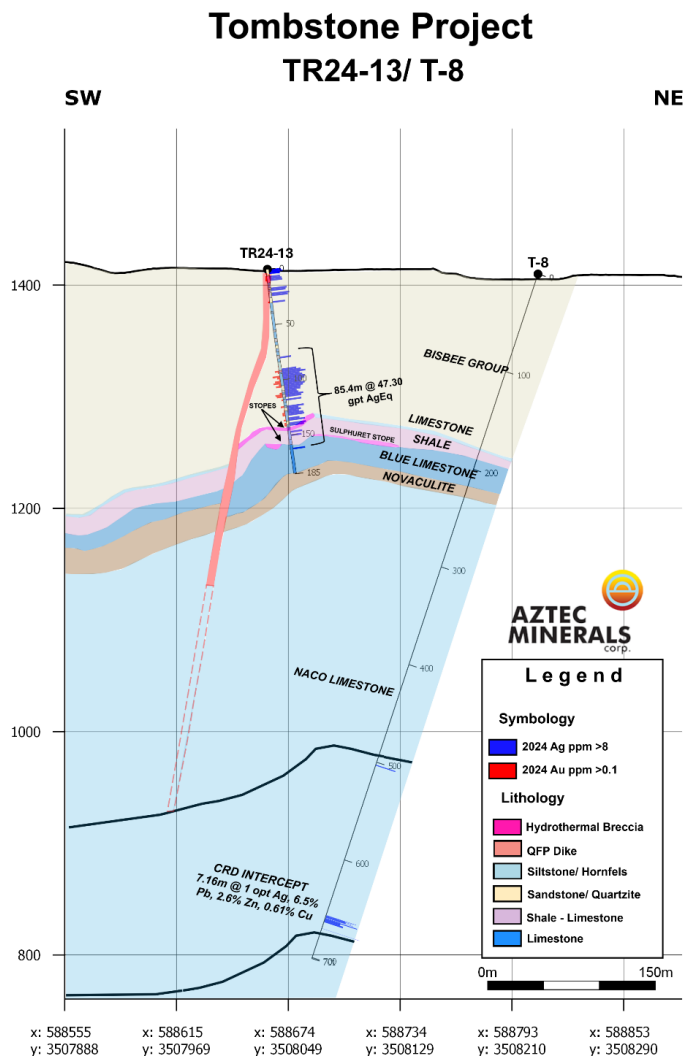 Tombstone Project
TR24-13/ T-8
SW
NE
TR24-13
T-8
0
0
1400
50
BISBEE GROUP
100
85.4m @ 47.30
gpt AgEq
STOPES
LIMESTONE
150
SULPHURET STOPE
SHALE
BLUE LIMESTONE
200
185
NOVACULITE
1200
300
AZTEC
MINERALS
corp.
400
NACO LIMESTONE
Legend
Symbology
1000
2024 Ag ppm >8
500
2024 Au ppm >0.1
Lithology
Hydrothermal Breccia
QFP Dike
600
Siltstone/ Hornfels
CRD INTERCEPT
7.16m @ 1 opt Ag, 6.5%
Pb, 2.6% Zn, 0.61% Cu
Sandstone/ Quartzite
Shale - Limestone
Limestone
800
700
0m
150m
x: 588555
y: 3507888
x: 588615
y: 3507969
x: 588674
y: 3508049
x: 588734
y: 3508129
x: 588793
y: 3508210
x: 588853
y: 3508290